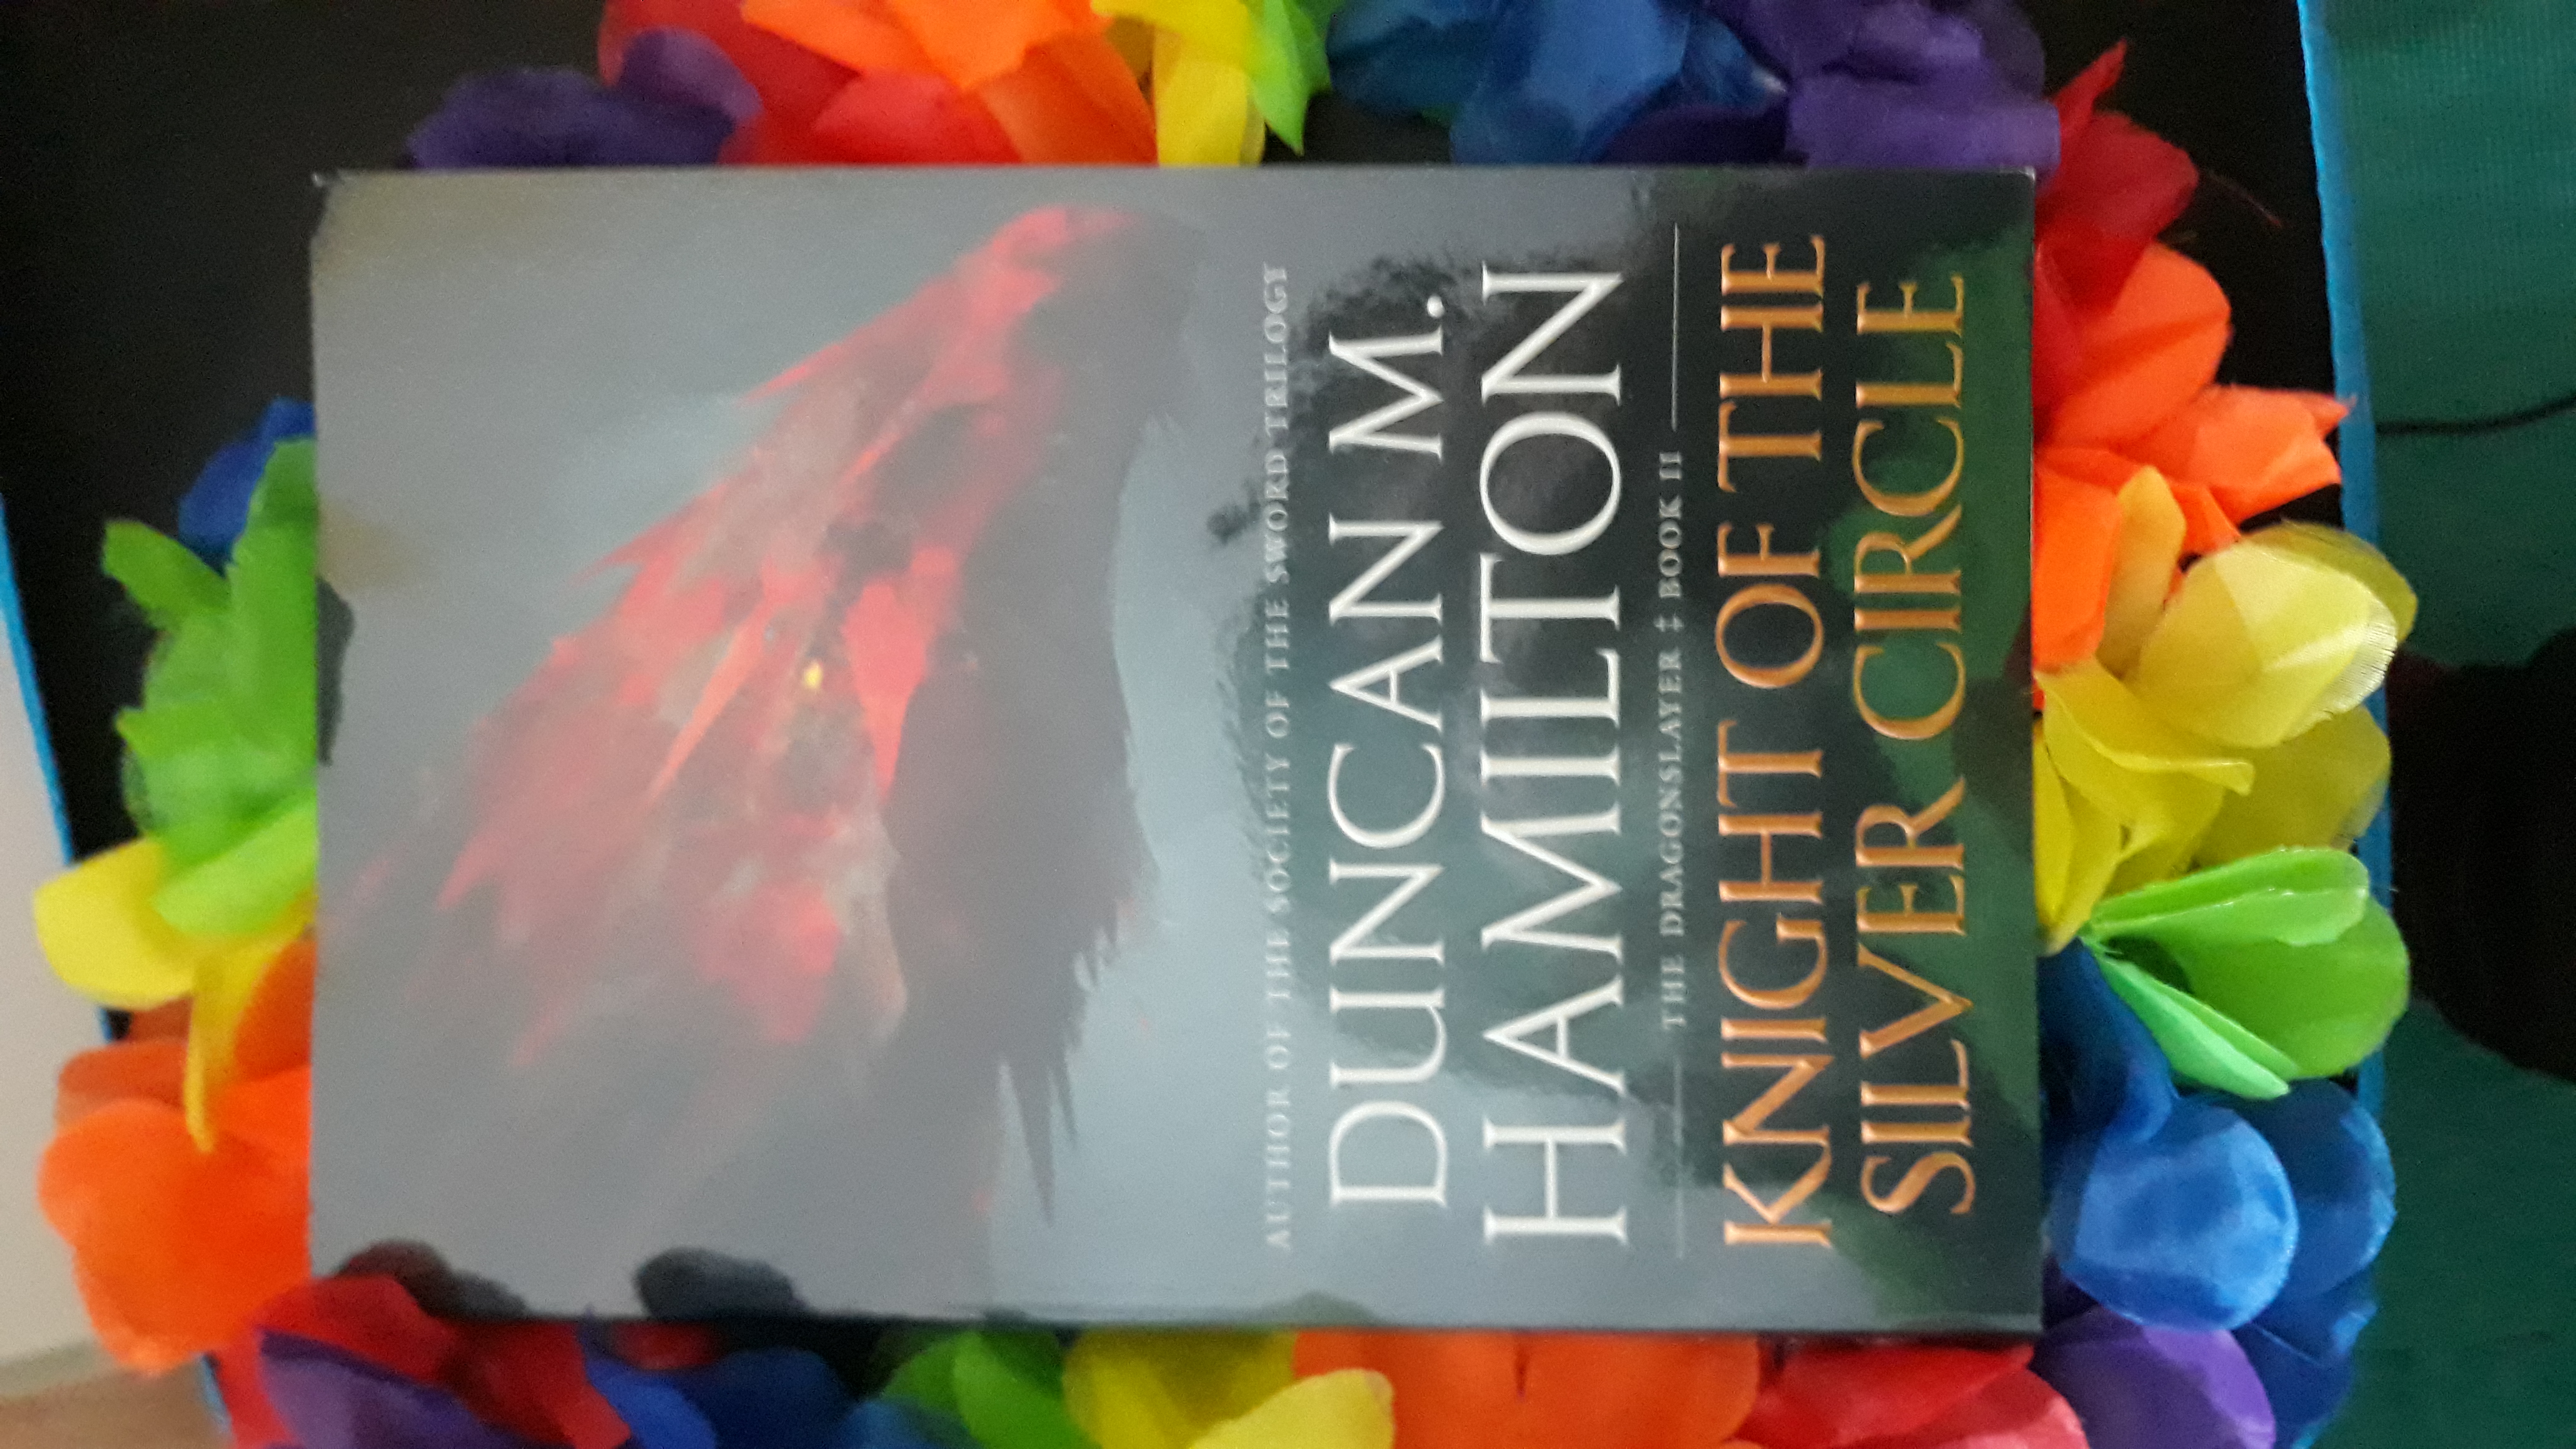 AUTHOR OF THE SOCIETY OF THE SWORD TRILOGY
DUNCAN M.
HAMILTON
THE DRAGONSLAYER ‡ BOOK II
KNIGHT OF THE
SILVER CIRCLE